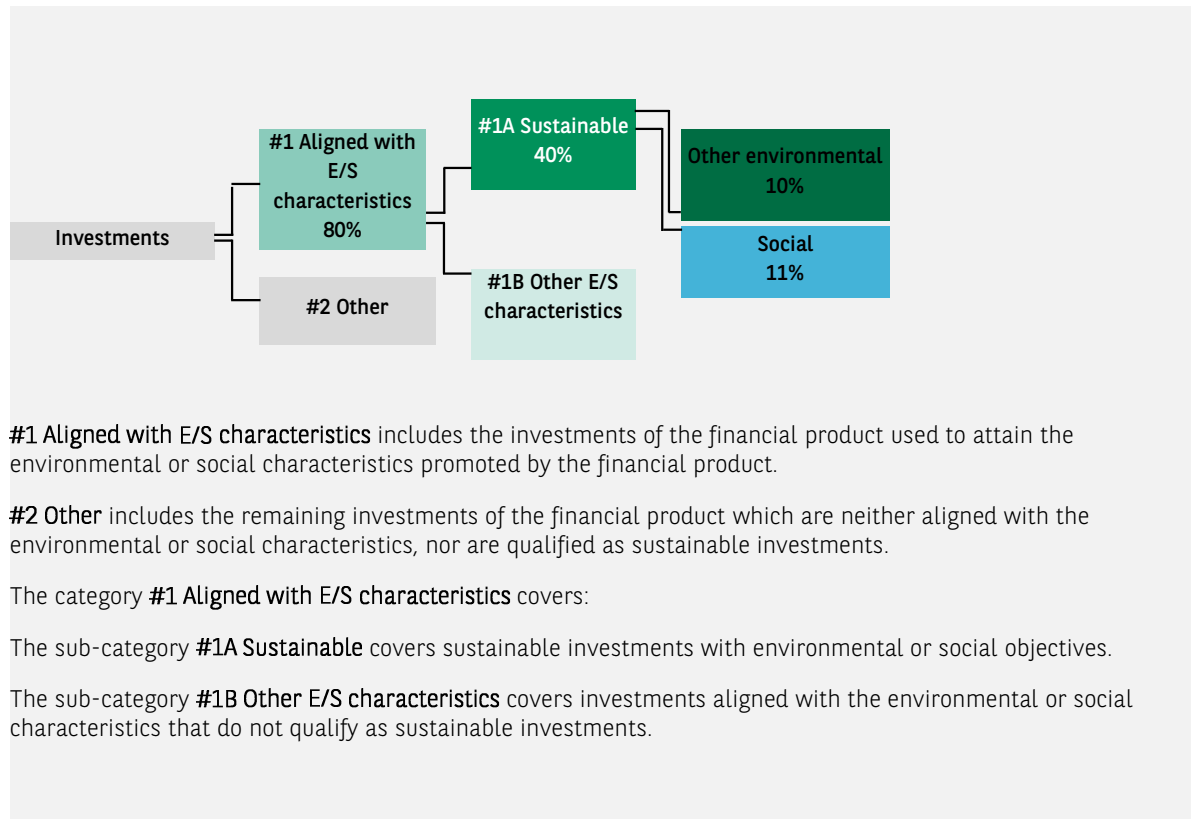 #1A Sustainable
40%
#1 Aligned with
E/S
characteristics
80%
Other environmental
10%
Investments
Social
11%
#1B Other E/S
characteristics
#2 Other
#1 Aligned with E/S characteristics includes the investments of the financial product used to attain the
environmental or social characteristics promoted by the financial product.
#2 Other includes the remaining investments of the financial product which are neither aligned with the
environmental or social characteristics, nor are qualified as sustainable investments.
The category #1 Aligned with E/S characteristics covers:
The sub-category #1A Sustainable covers sustainable investments with environmental or social objectives.
The sub-category #1B Other E/S characteristics covers investments aligned with the environmental or social
characteristics that do not qualify as sustainable investments.